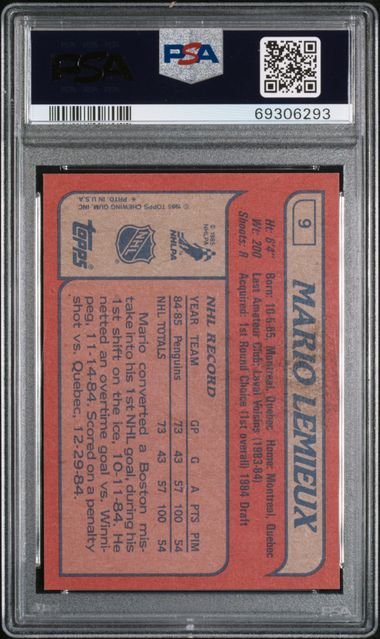 PSA
PSA
69306293
9
MARIO LEMIEUX
Ht: 6'4" Born: 10-5-65, Montreal, Quebec Home: Montreal, Quebec
Wt: 200 Last Amateur Club: Laval Voisins (1983-84)
Shoots: R Acquired: 1st Round Choice (1st overall) 1984 Draft
NHL RECORD
YEAR TEAM GP G A PTS PIM
84-85 Penguins 73 43 57 100 54
NHL TOTALS 73 43 57 100 54
Mario converted a Boston mis-
take into his 1st NHL goal, during his
1st shift on the ice, 10-11-84. He
netted an overtime goal vs. Winni-
peg, 11-14-84. Scored on a penalty
shot vs. Quebec, 12-29-84.
© 1985
NHLPA
NHLPA
NHL
topps
© 1985 TOPPS CHEWING GUM, INC.
* PRTD. IN U.S.A.